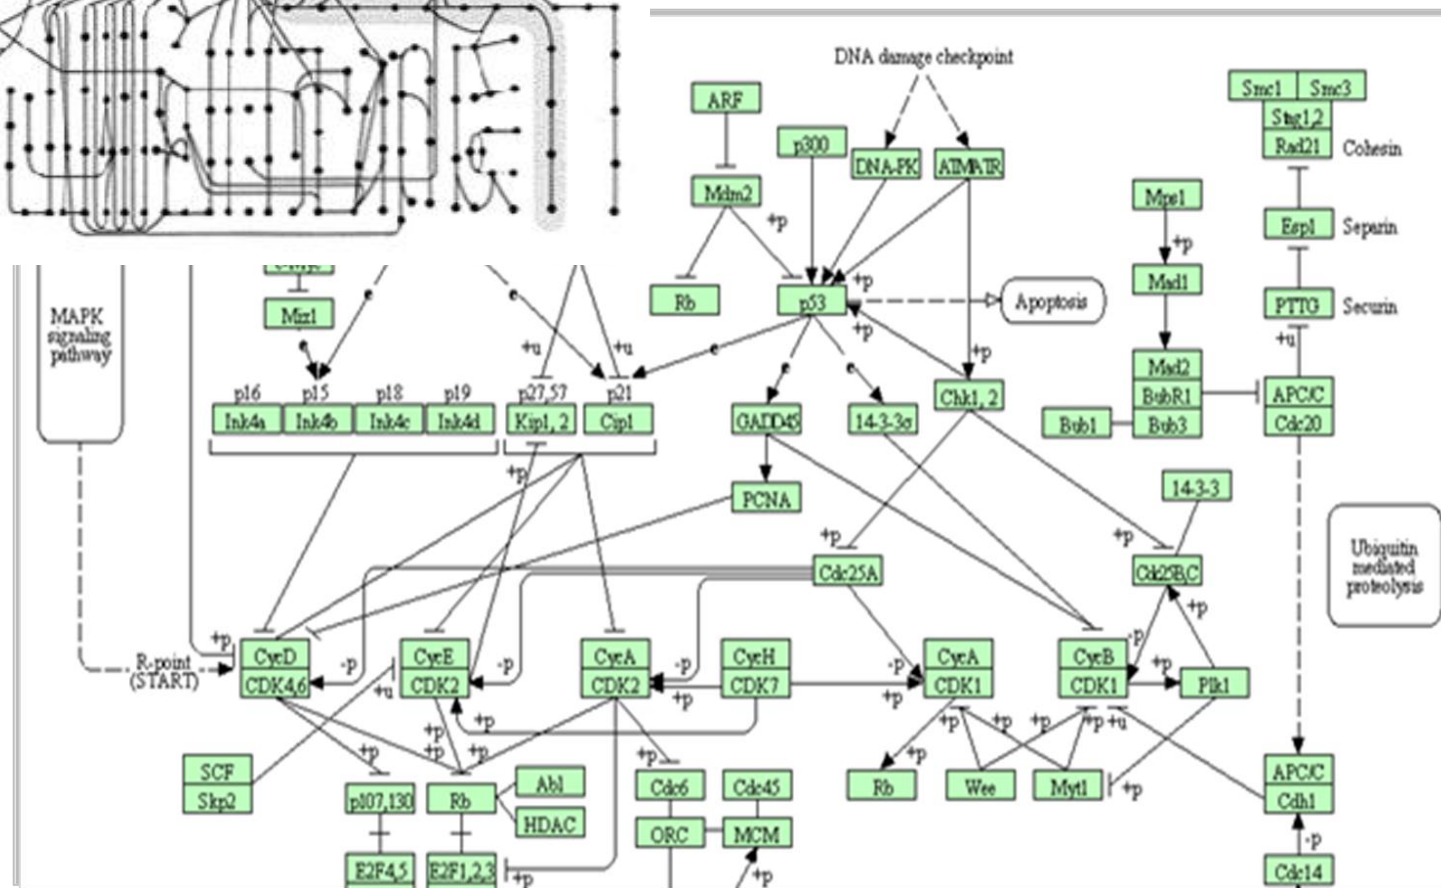 DNA damage checkpoint
ARF
p300
DNA-PK
ATM/ATR
Smc1 Smc3
Stag1,2
Rad21
Cohesin
Mdm2
+p
Mps1
+p
Esp1
Separin
Mad1
PTTG
Securin
+u
MAPK
signaling
pathway
Miz1
e
e
e
+u
+u
Rb
p53
+p
+p
Apoptosis
e
e
e
+p
p16
p15
p18
p19
p27,57
p21
Ink4a
Ink4b
Ink4c
Ink4d
Kip1, 2
Cip1
GADD45
14-3-3σ
Chk1, 2
Mad2
BubR1
Bub3
Bub1
APC/C
Cdc20
+p
PCNA
14-3-3
+p
+p
Cdc25A
Cdc25B,C
Ubiquitin
mediated
proteolysis
+p
R-point
(START)
+p
CycD
CDK4,6
-p
CycE
CDK2
-p
+u
CycA
CDK2
-p
+p
CycH
CDK7
-p
+p
CycA
CDK1
CycB
CDK1
-p
+p
Plk1
+p
+p
+p
+p
+p
+p
+p
+p
+p
+p
+u
+p
SCF
Skp2
p107,130
Rb
Abl
HDAC
Cdc6
Cdc45
ORC
MCM
Rb
Wee
Myt1
APC/C
Cdh1
-p
Cdc14
E2F4,5
E2F1,2,3
+p
+p